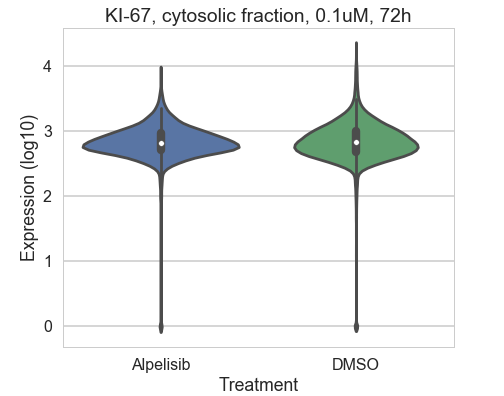 KI-67, cytosolic fraction, 0.1uM, 72h
Expression (log10)
4
3
2
1
0
Alpelisib DMSO
Treatment